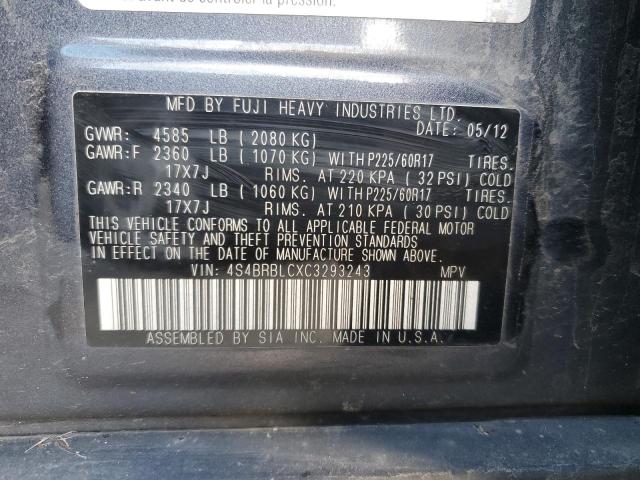 de contrôler la pression.
MFD BY FUJI HEAVY INDUSTRIES LTD.
DATE: 05/12
GVWR: 4585 LB ( 2080 KG)
GAWR:F 2360 LB ( 1070 KG) WITH P225/60R17 TIRES.
17X7J RIMS. AT 220 KPA ( 32 PSI) COLD
GAWR:R 2340 LB ( 1060 KG) WITH P225/60R17 TIRES.
17X7J RIMS. AT 210 KPA ( 30 PSI) COLD
THIS VEHICLE CONFORMS TO ALL APPLICABLE FEDERAL MOTOR
VEHICLE SAFETY AND THEFT PREVENTION STANDARDS
IN EFFECT ON THE DATE OF MANUFACTURE SHOWN ABOVE.
VIN: 4S4BRBLCXC3293243 MPV
ASSEMBLED BY SIA INC. MADE IN U.S.A.